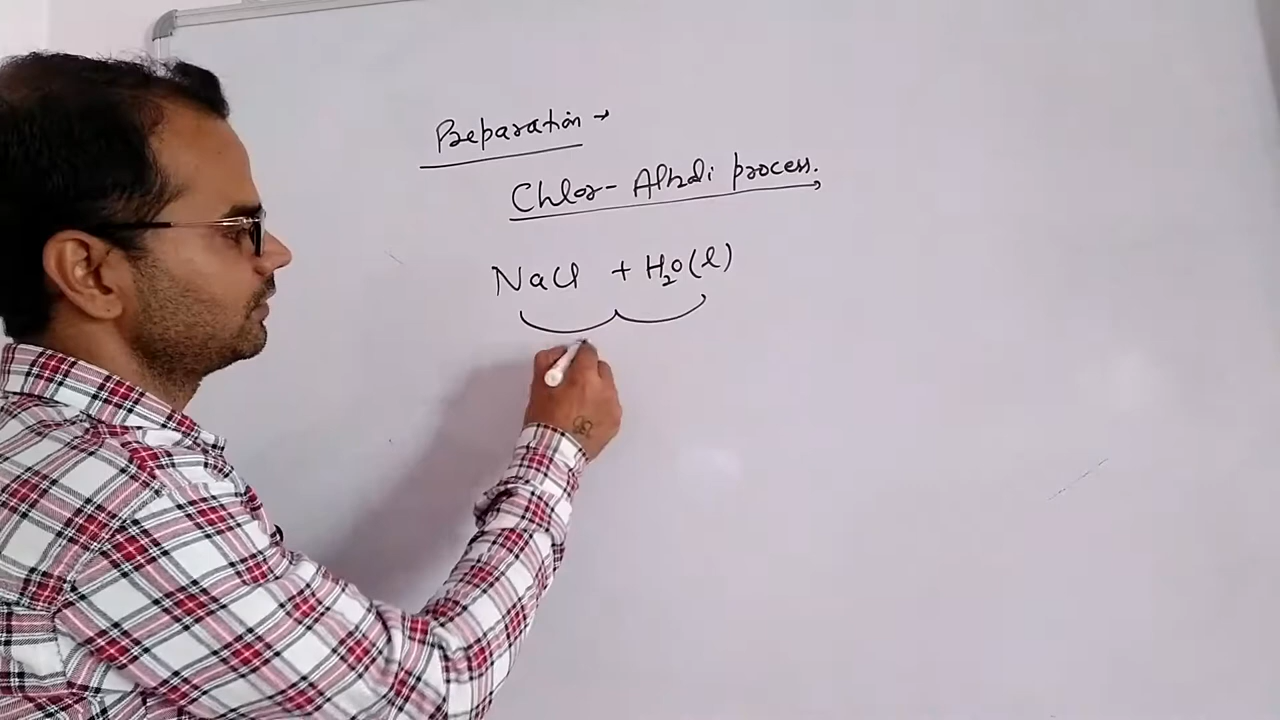 Preparation →
Chlor-Alkali process.
NaCl + H₂O(l)